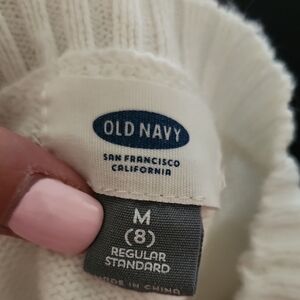 OLD NAVY
SAN FRANCISCO
CALIFORNIA
M
(8)
REGULAR
STANDARD
MADE IN CHINA